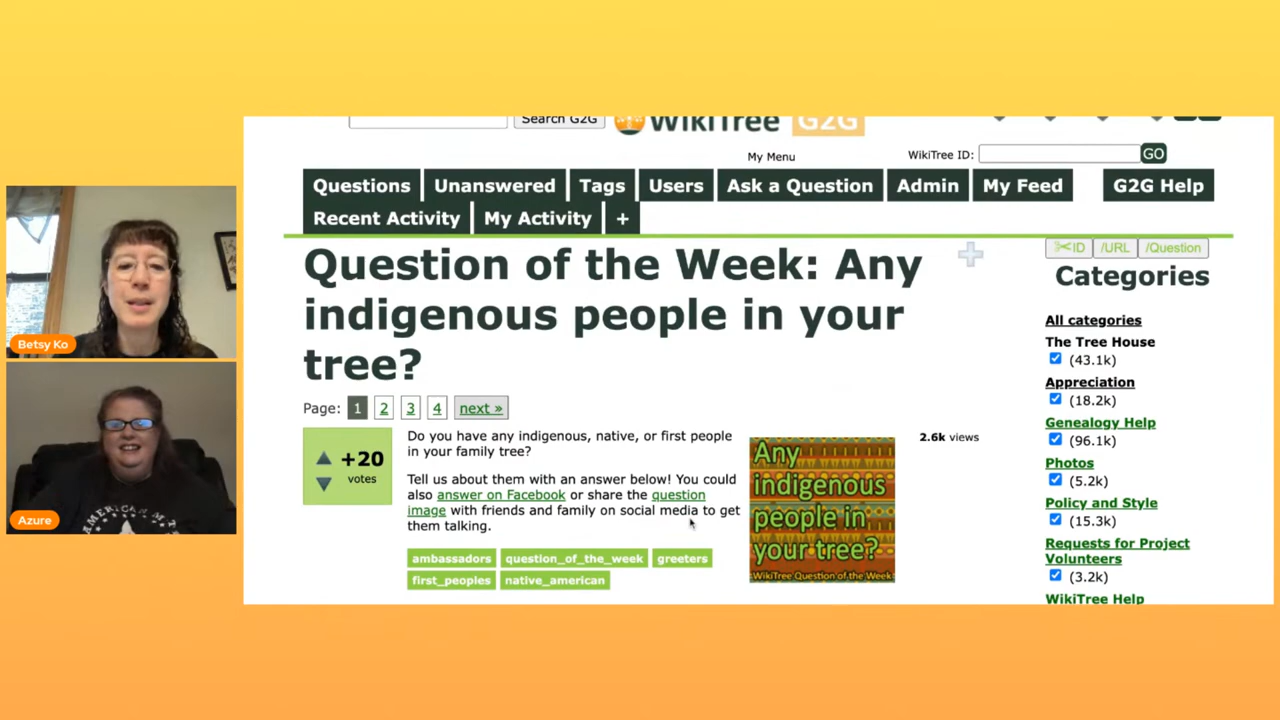 Search G2G
WikiTree G2G
My Menu
WikiTree ID:
GO
Questions
Unanswered
Tags
Users
Ask a Question
Admin
My Feed
G2G Help
Recent Activity
My Activity
+
Question of the Week: Any
indigenous people in your
tree?
Page: 1 2 3 4 next »
+20
votes
Do you have any indigenous, native, or first people
in your family tree?
Tell us about them with an answer below! You could
also answer on Facebook or share the question
image with friends and family on social media to get
them talking.
ambassadors question_of_the_week greeters
first_peoples native_american
Any
indigenous
people in
your tree?
WikiTree Question of the Week
2.6k views
✂ID /URL /Question
Categories
All categories
The Tree House
(43.1k)
Appreciation
(18.2k)
Genealogy Help
(96.1k)
Photos
(5.2k)
Policy and Style
(15.3k)
Requests for Project
Volunteers
(3.2k)
WikiTree Help
Betsy Ko
Azure